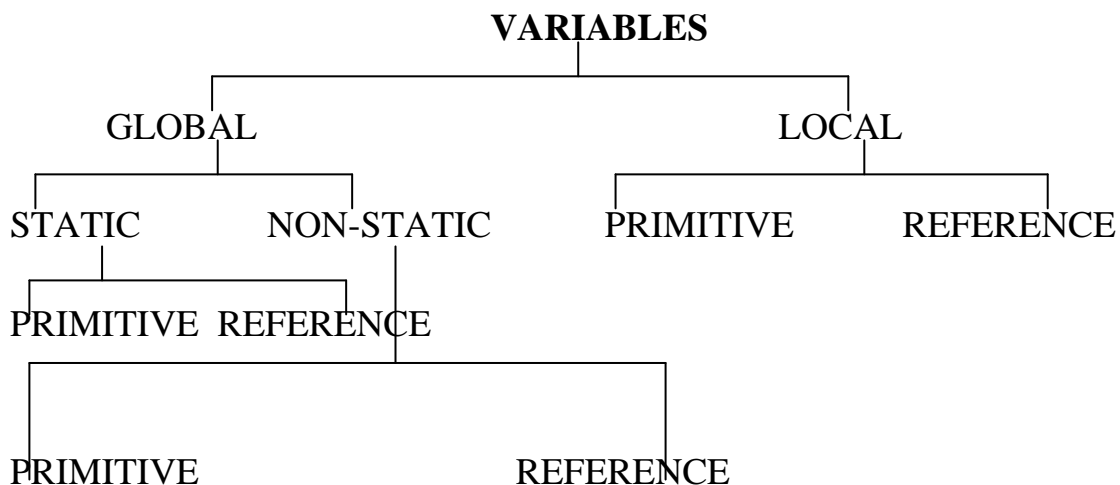 VARIABLES
GLOBAL LOCAL
STATIC NON-STATIC PRIMITIVE REFERENCE
PRIMITIVE REFERENCE
PRIMITIVE REFERENCE